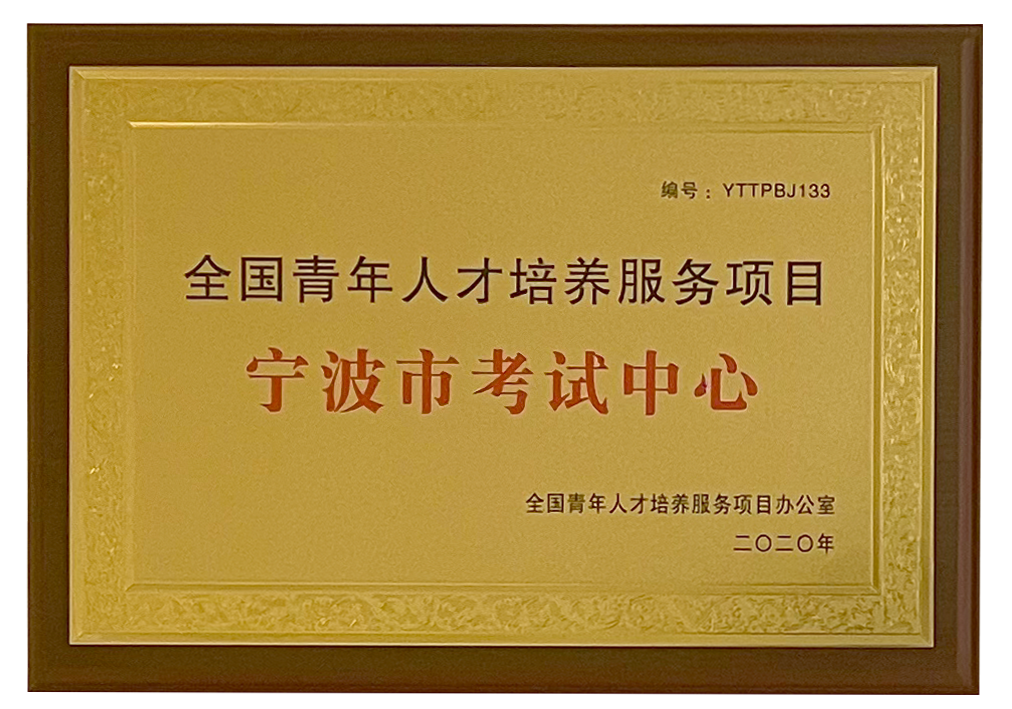 编号：YTTPBJ133
全国青年人才培养服务项目
宁波市考试中心
全国青年人才培养服务项目办公室
二〇二〇年